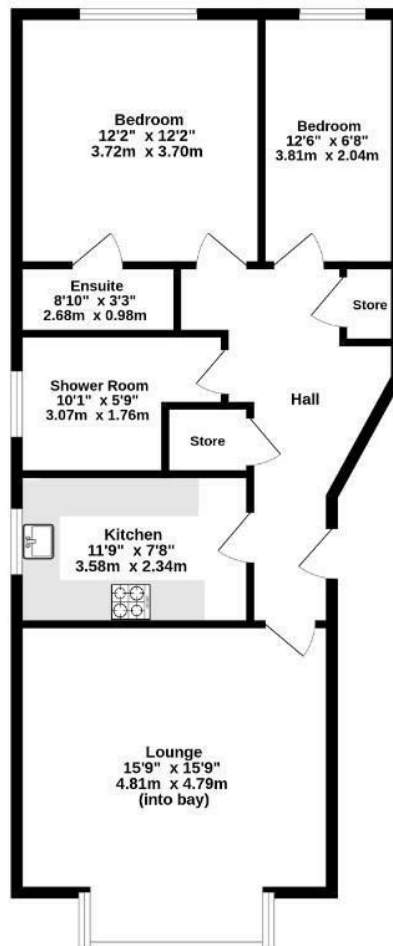 Bedroom
12'2" x 12'2"
3.72m x 3.70m
Bedroom
12'6" x 6'8"
3.81m x 2.04m
Ensuite
8'10" x 3'3"
2.68m x 0.98m
Store
Shower Room
10'1" x 5'9"
3.07m x 1.76m
Hall
Store
Kitchen
11'9" x 7'8"
3.58m x 2.34m
Lounge
15'9" x 15'9"
4.81m x 4.79m
(into bay)